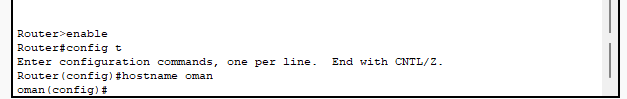 Router>enable
Router#config t
Enter configuration commands, one per line.  End with CNTL/Z.
Router(config)#hostname oman
oman(config)#